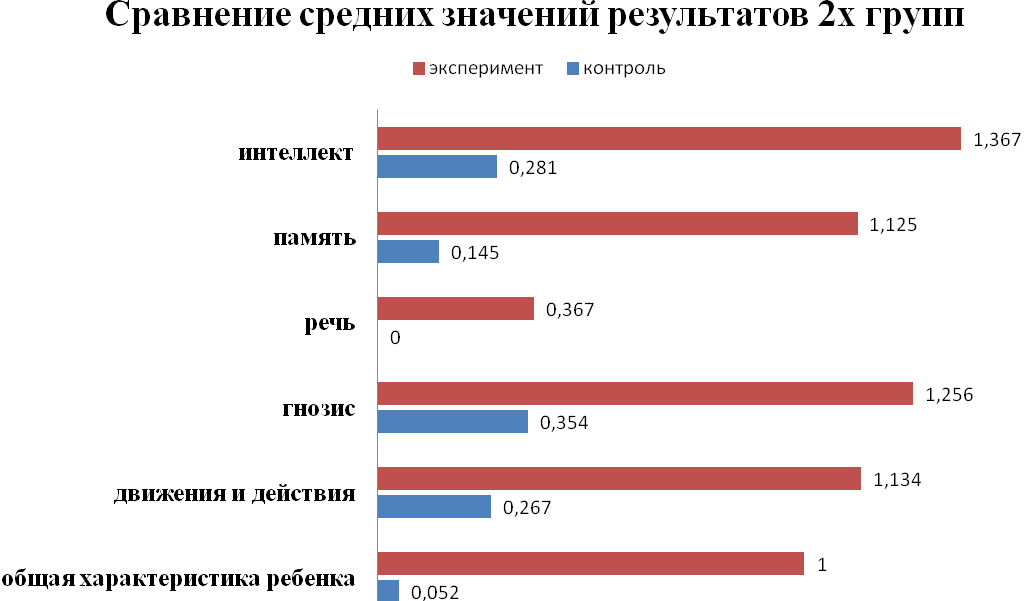 Сравнение средних значений результатов 2х групп
эксперимент контроль
интеллект
1,367
0,281
память
1,125
0,145
речь
0,367
0
гнозис
1,256
0,354
движения и действия
1,134
0,267
общая характеристика ребенка
1
0,052